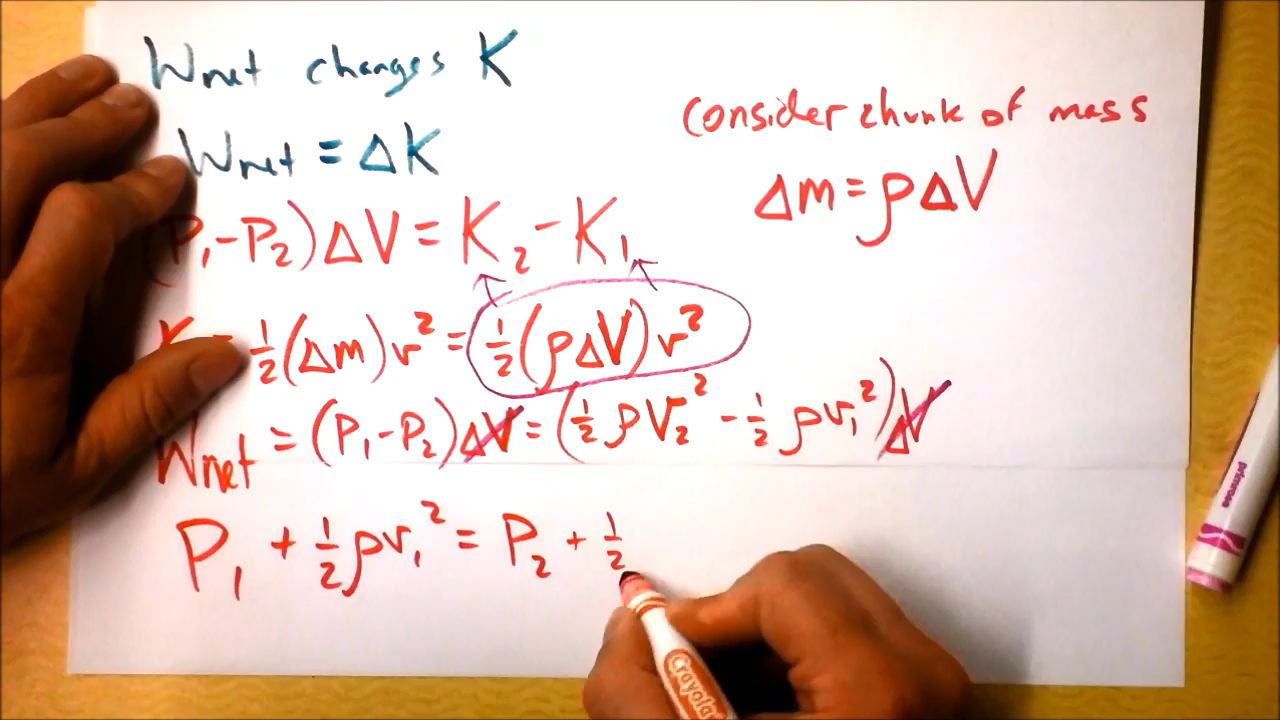 Wnet changes K
Wnet = ΔK
(P₁-P₂)ΔV = K₂ - K₁
K = ½(Δm)v² = ½(ρΔV)v²
Wnet = (P₁-P₂)ΔV = (½ρV₂² - ½ρv₁²)ΔV
P₁ + ½ρv₁² = P₂ + ½
Consider chunk of mass
Δm = ρΔV
primrose
Crayola